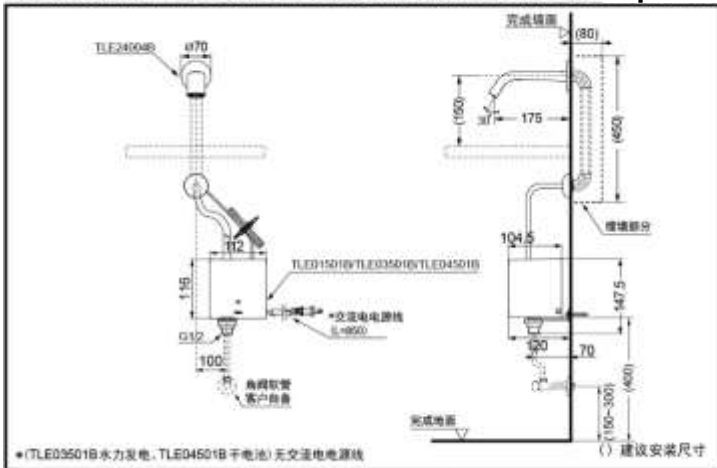 完成墙面
(80)
TLE24004B
ø70
(150)
30°
175
(450)
埋墙部分
112
104.5
TLE01501B/TLE03501B/TLE04501B
116
147.5
*交流电电源线
(L=850)
G1/2
100
120
70
角阀软管
客户自备
(400)
(150~300)
完成地面
*(TLE03501B水力发电、TLE04501B干电池)无交流电电源线
() 建议安装尺寸